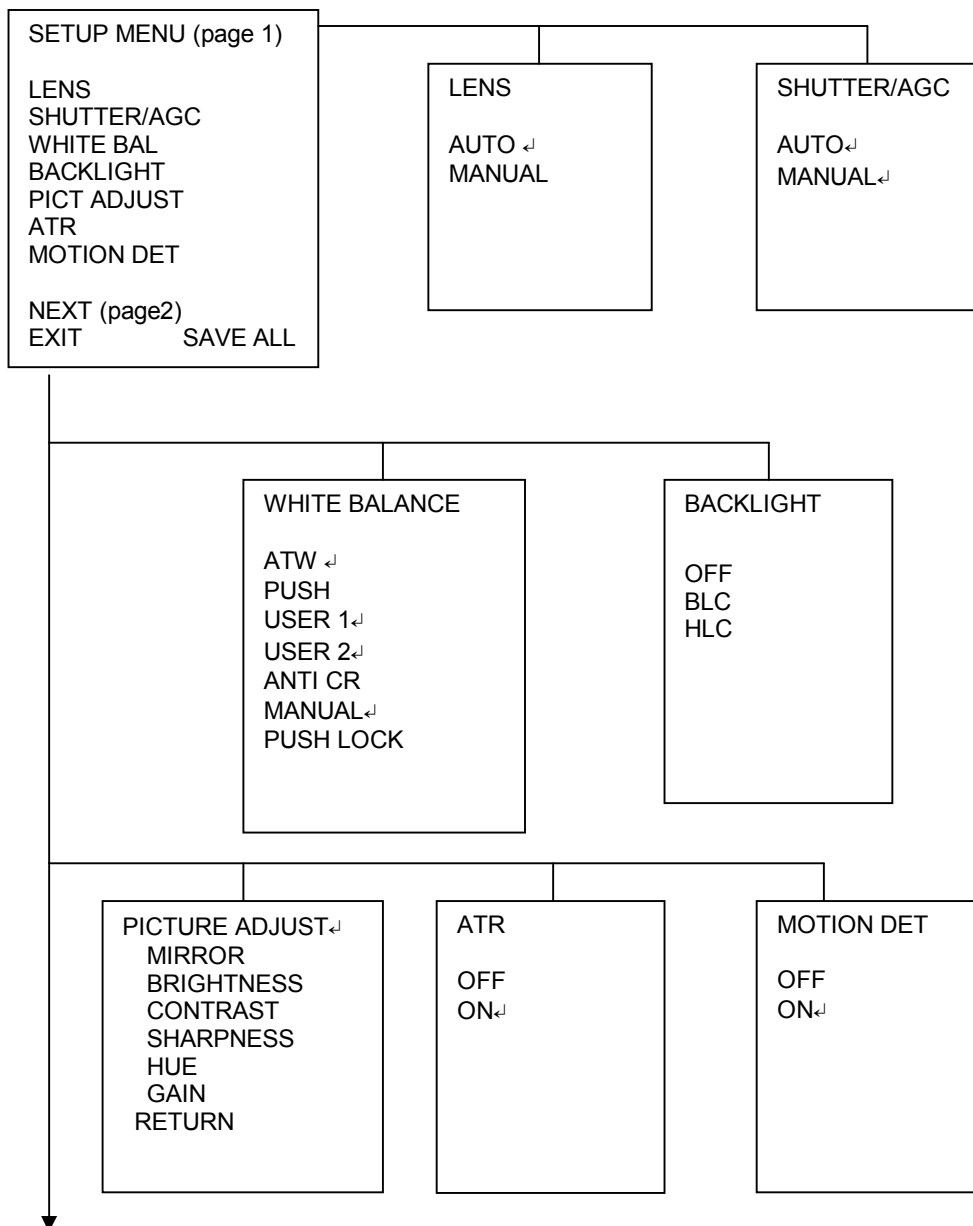 SETUP MENU (page 1)
LENS
SHUTTER/AGC
WHITE BAL
BACKLIGHT
PICT ADJUST
ATR
MOTION DET
NEXT (page2)
EXIT SAVE ALL
LENS
AUTO ↵
MANUAL
SHUTTER/AGC
AUTO↵
MANUAL↵
WHITE BALANCE
ATW ↵
PUSH
USER 1↵
USER 2↵
ANTI CR
MANUAL↵
PUSH LOCK
BACKLIGHT
OFF
BLC
HLC
PICTURE ADJUST↵
MIRROR
BRIGHTNESS
CONTRAST
SHARPNESS
HUE
GAIN
RETURN
ATR
OFF
ON↵
MOTION DET
OFF
ON↵